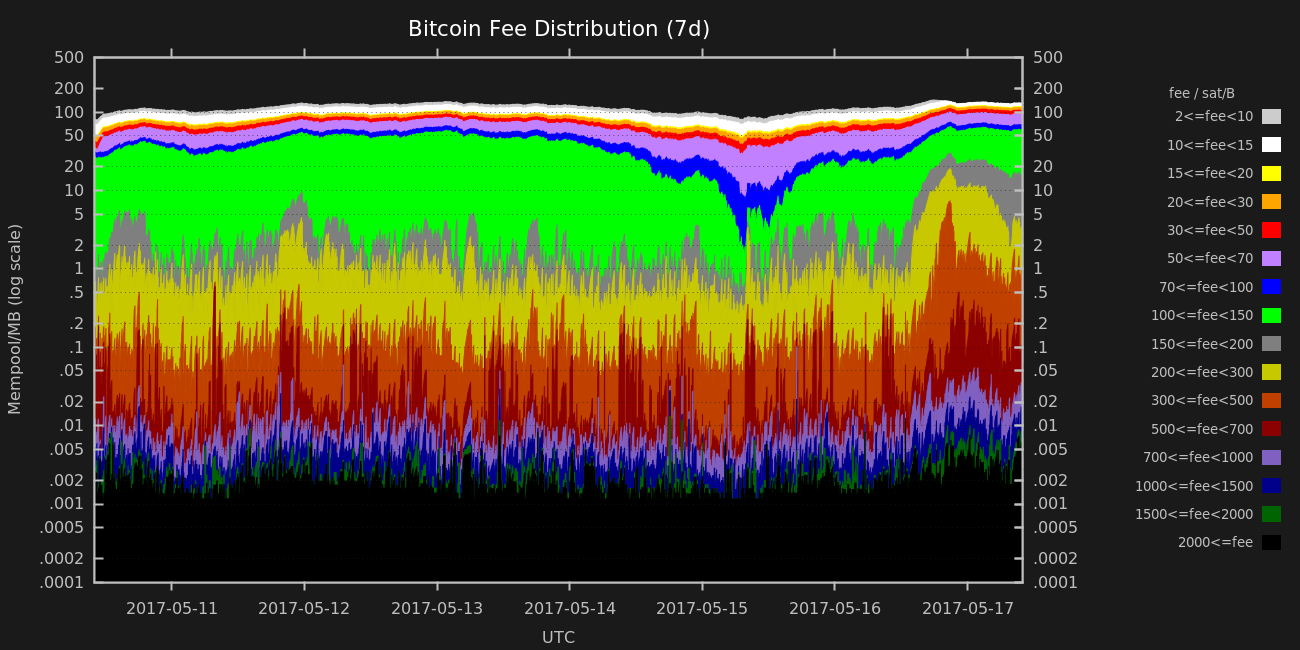 Bitcoin Fee Distribution (7d)
500
200
100
50
20
10
5
2
1
.5
.2
.1
.05
.02
.01
.005
.002
.001
.0005
.0002
.0001
Mempool/MB (log scale)
500
200
100
50
20
10
5
2
1
.5
.2
.1
.05
.02
.01
.005
.002
.001
.0005
.0002
.0001
2017-05-11 2017-05-12 2017-05-13 2017-05-14 2017-05-15 2017-05-16 2017-05-17
UTC
fee / sat/B
2<=fee<10
10<=fee<15
15<=fee<20
20<=fee<30
30<=fee<50
50<=fee<70
70<=fee<100
100<=fee<150
150<=fee<200
200<=fee<300
300<=fee<500
500<=fee<700
700<=fee<1000
1000<=fee<1500
1500<=fee<2000
2000<=fee